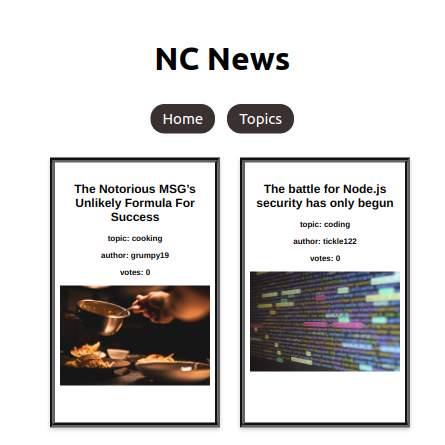 NC News
Home Topics
The Notorious MSG's
Unlikely Formula For
Success
topic: cooking
author: grumpy19
votes: 0
The battle for Node.js
security has only begun
topic: coding
author: tickle122
votes: 0